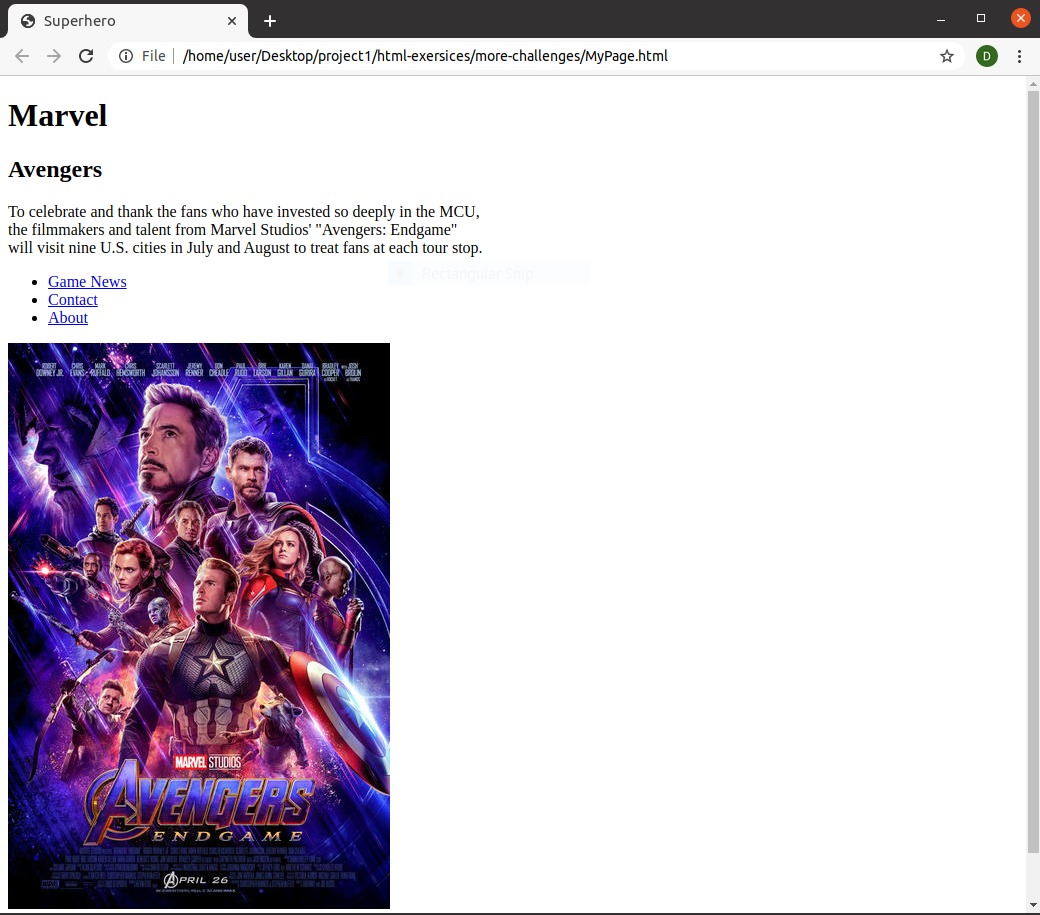 Superhero
File
/home/user/Desktop/project1/html-exersices/more-challenges/MyPage.html
D
Marvel
Avengers
To celebrate and thank the fans who have invested so deeply in the MCU,
the filmmakers and talent from Marvel Studios' "Avengers: Endgame"
will visit nine U.S. cities in July and August to treat fans at each tour stop.
Rectangular Snip
Game News
Contact
About
ROBERT DOWNEY JR. CHRIS EVANS MARK RUFFALO CHRIS HEMSWORTH SCARLETT JOHANSSON JEREMY RENNER DON CHEADLE PAUL RUDD BRIE LARSON KAREN GILLAN DANAI GURIRA BRADLEY COOPER JOSH BROLIN
MARVEL STUDIOS
AVENGERS
ENDGAME
APRIL 26